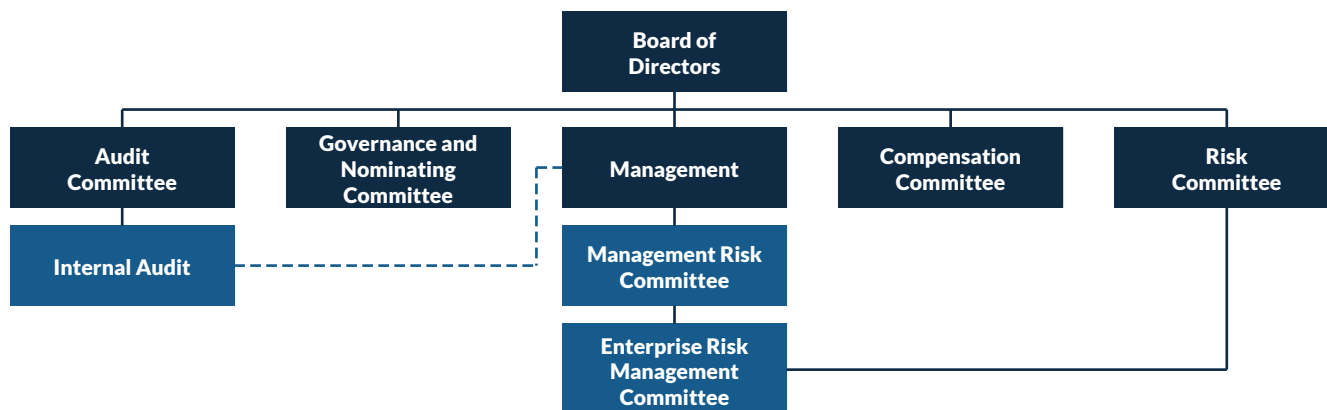 Board of
Directors
Audit
Committee
Governance and
Nominating
Committee
Management
Compensation
Committee
Risk
Committee
Internal Audit
Management Risk
Committee
Enterprise Risk
Management
Committee